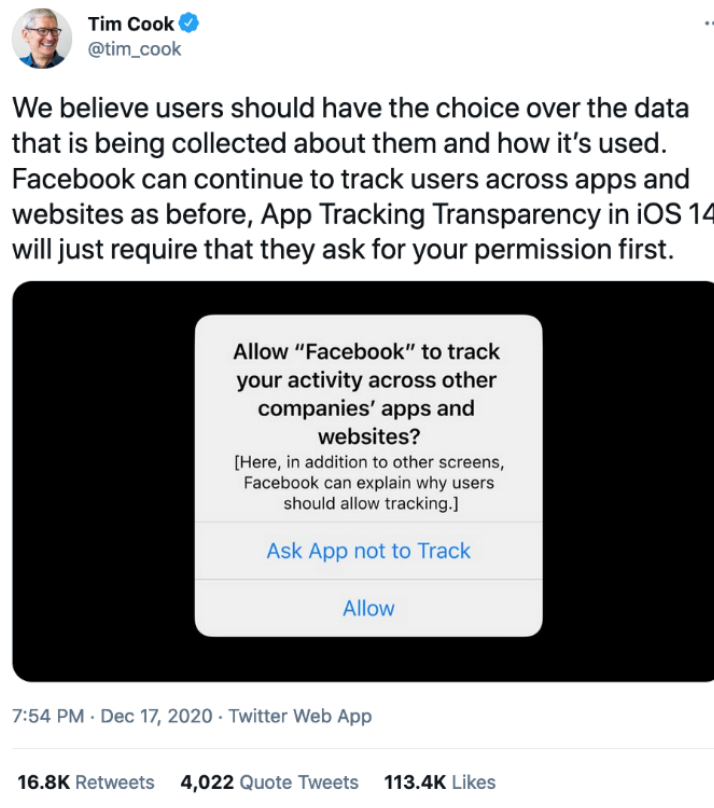 Tim Cook
@tim_cook
We believe users should have the choice over the data
that is being collected about them and how it’s used.
Facebook can continue to track users across apps and
websites as before, App Tracking Transparency in iOS 14
will just require that they ask for your permission first.
Allow “Facebook” to track
your activity across other
companies’ apps and
websites?
[Here, in addition to other screens,
Facebook can explain why users
should allow tracking.]
Ask App not to Track
Allow
7:54 PM · Dec 17, 2020 · Twitter Web App
16.8K Retweets 4,022 Quote Tweets 113.4K Likes